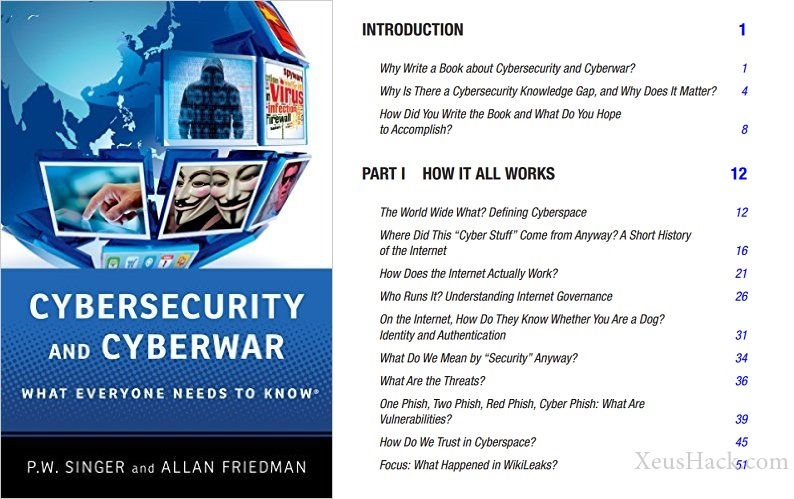 spyware
virus
infection
firewall
CYBERSECURITY
AND CYBERWAR
WHAT EVERYONE NEEDS TO KNOW®
P.W. SINGER AND ALLAN FRIEDMAN
INTRODUCTION 1
Why Write a Book about Cybersecurity and Cyberwar? 1
Why Is There a Cybersecurity Knowledge Gap, and Why Does It Matter? 4
How Did You Write the Book and What Do You Hope
to Accomplish? 8
PART I HOW IT ALL WORKS 12
The World Wide What? Defining Cyberspace 12
Where Did This “Cyber Stuff” Come from Anyway? A Short History
of the Internet 16
How Does the Internet Actually Work? 21
Who Runs It? Understanding Internet Governance 26
On the Internet, How Do They Know Whether You Are a Dog?
Identity and Authentication 31
What Do We Mean by “Security” Anyway? 34
What Are the Threats? 36
One Phish, Two Phish, Red Phish, Cyber Phish: What Are
Vulnerabilities? 39
How Do We Trust in Cyberspace? 45
Focus: What Happened in WikiLeaks? 51
XeusHack.com